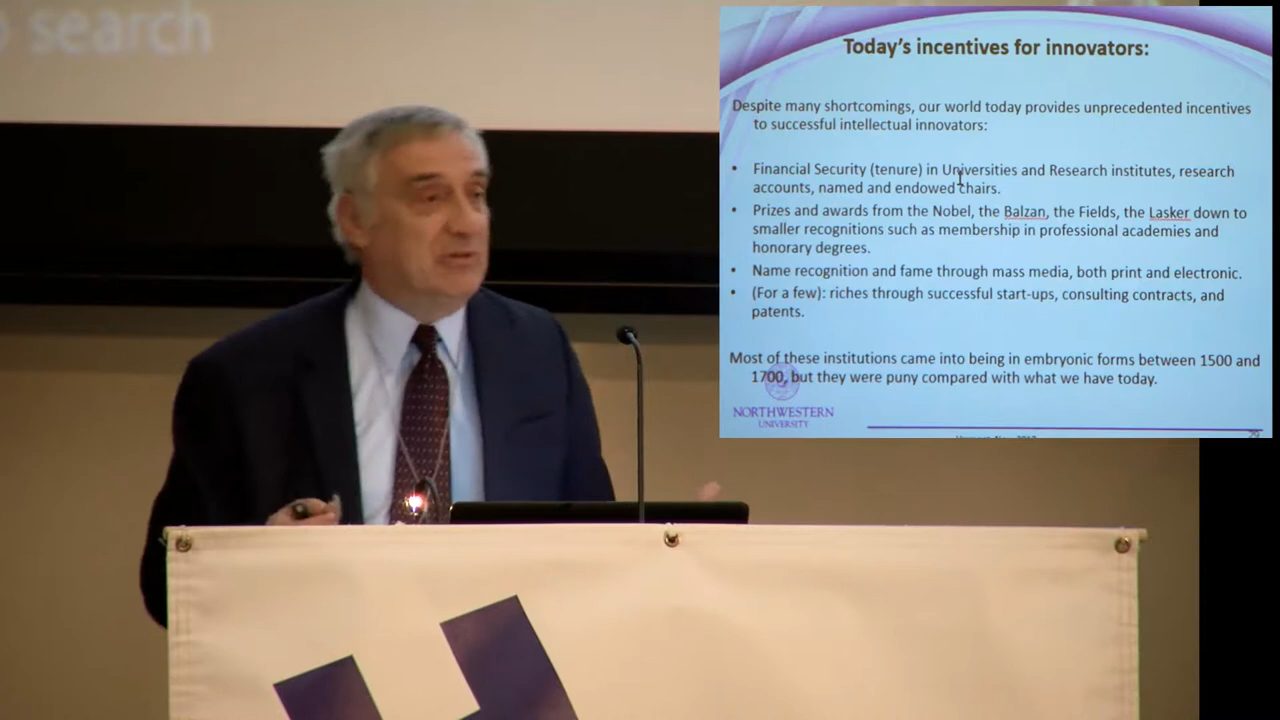 search
Today's incentives for innovators:
Despite many shortcomings, our world today provides unprecedented incentives
to successful intellectual innovators:
• Financial Security (tenure) in Universities and Research institutes, research
accounts, named and endowed chairs.
• Prizes and awards from the Nobel, the Balzan, the Fields, the Lasker down to
smaller recognitions such as membership in professional academies and
honorary degrees.
• Name recognition and fame through mass media, both print and electronic.
• (For a few): riches through successful start-ups, consulting contracts, and
patents.
Most of these institutions came into being in embryonic forms between 1500 and
1700, but they were puny compared with what we have today.
NORTHWESTERN
UNIVERSITY